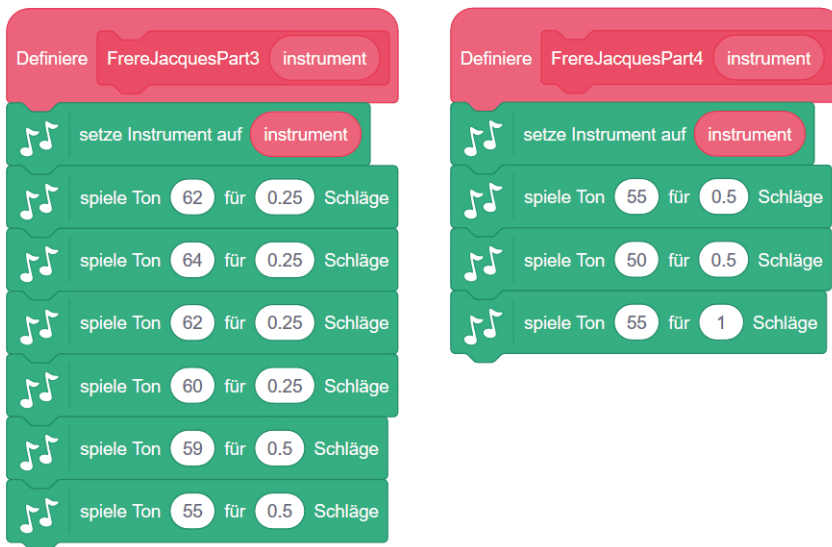 Definiere FrereJacquesPart3 instrument
setze Instrument auf instrument
spiele Ton 62 für 0.25 Schläge
spiele Ton 64 für 0.25 Schläge
spiele Ton 62 für 0.25 Schläge
spiele Ton 60 für 0.25 Schläge
spiele Ton 59 für 0.5 Schläge
spiele Ton 55 für 0.5 Schläge
Definiere FrereJacquesPart4 instrument
setze Instrument auf instrument
spiele Ton 55 für 0.5 Schläge
spiele Ton 50 für 0.5 Schläge
spiele Ton 55 für 1 Schläge